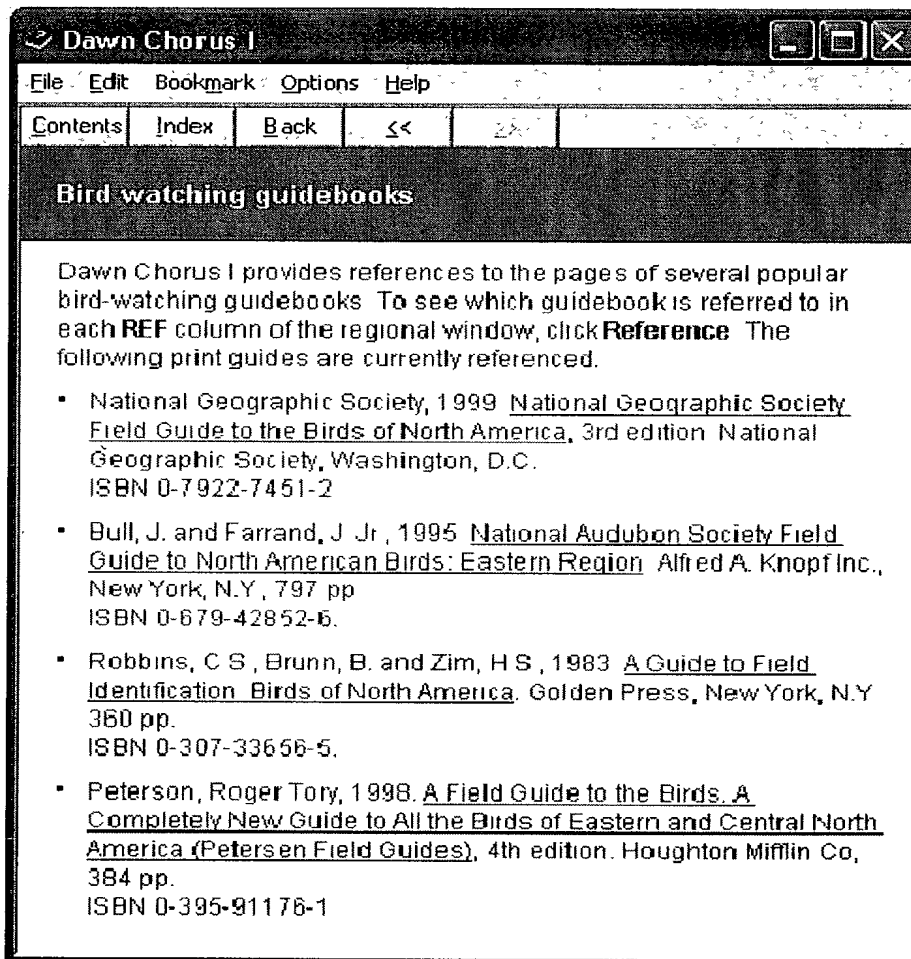 Dawn Chorus I
File Edit Bookmark Options Help
Contents Index Back << >>
Bird watching guidebooks
Dawn Chorus I provides references to the pages of several popular
bird-watching guidebooks To see which guidebook is referred to in
each REF column of the regional window, click Reference The
following print guides are currently referenced.
▪ National Geographic Society, 1999 National Geographic Society
Field Guide to the Birds of North America, 3rd edition National
Geographic Society, Washington, D.C.
ISBN 0-7922-7451-2
▪ Bull, J. and Farrand, J Jr , 1995 National Audubon Society Field
Guide to North American Birds: Eastern Region Alfred A. Knopf Inc.,
New York, N.Y , 797 pp
ISBN 0-679-42852-6.
▪ Robbins, C S , Brunn, B. and Zim, H S , 1983 A Guide to Field
Identification Birds of North America. Golden Press, New York, N.Y
360 pp.
ISBN 0-307-33656-5.
▪ Peterson, Roger Tory, 1998. A Field Guide to the Birds. A
Completely New Guide to All the Birds of Eastern and Central North
America (Petersen Field Guides), 4th edition. Houghton Mifflin Co,
384 pp.
ISBN 0-395-91176-1